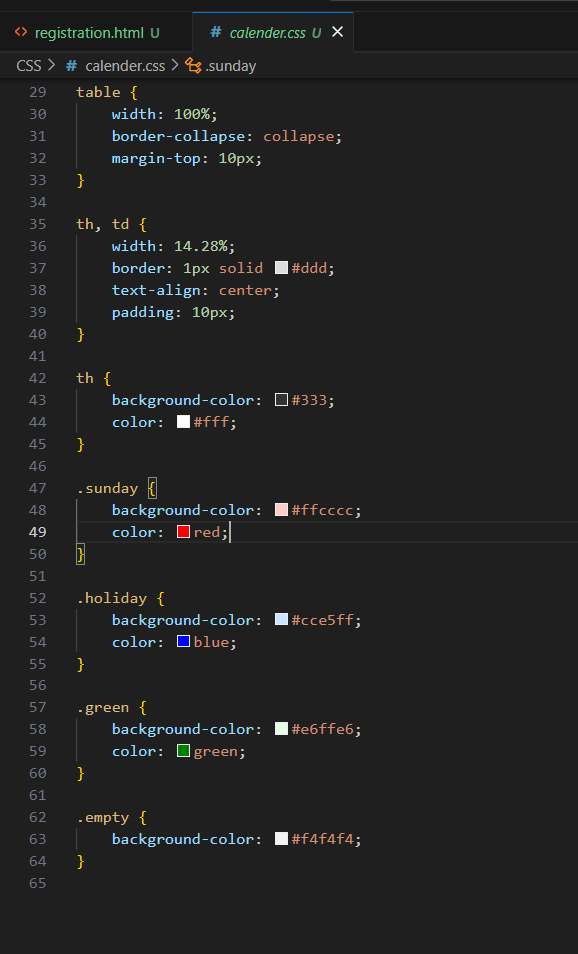 registration.html U
# calender.css U ×
CSS > # calender.css > .sunday
29 table {
30 width: 100%;
31 border-collapse: collapse;
32 margin-top: 10px;
33 }
34
35 th, td {
36 width: 14.28%;
37 border: 1px solid #ddd;
38 text-align: center;
39 padding: 10px;
40 }
41
42 th {
43 background-color: #333;
44 color: #fff;
45 }
46
47 .sunday {
48 background-color: #ffcccc;
49 color: red;
50 }
51
52 .holiday {
53 background-color: #cce5ff;
54 color: blue;
55 }
56
57 .green {
58 background-color: #e6ffe6;
59 color: green;
60 }
61
62 .empty {
63 background-color: #f4f4f4;
64 }
65